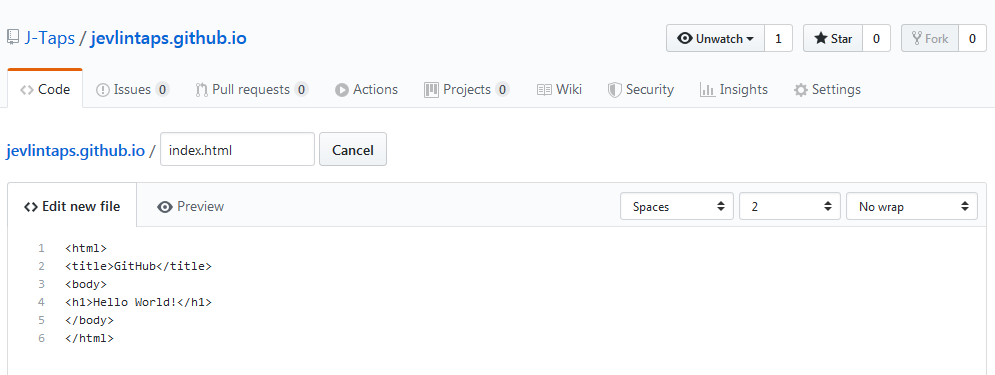 J-Taps / jevlintaps.github.io Unwatch 1 Star 0 Fork 0
Code Issues 0 Pull requests 0 Actions Projects 0 Wiki Security Insights Settings
jevlintaps.github.io / index.html Cancel
Edit new file Preview Spaces 2 No wrap
1 <html>
2 <title>GitHub</title>
3 <body>
4 <h1>Hello World!</h1>
5 </body>
6 </html>